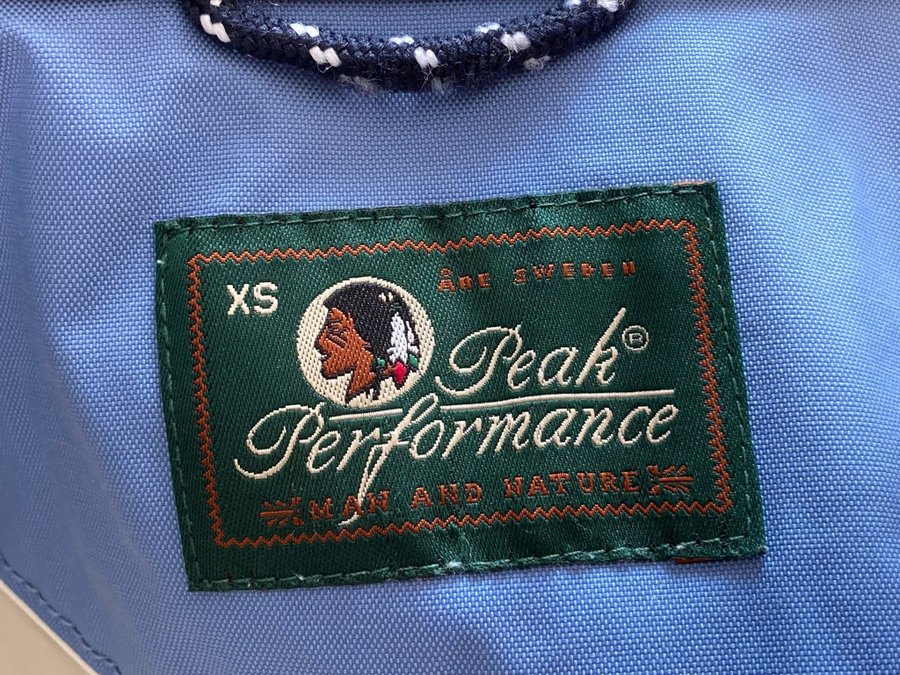 ÅRE SWEDEN
XS
Peak®
Performance
MAN AND NATURE